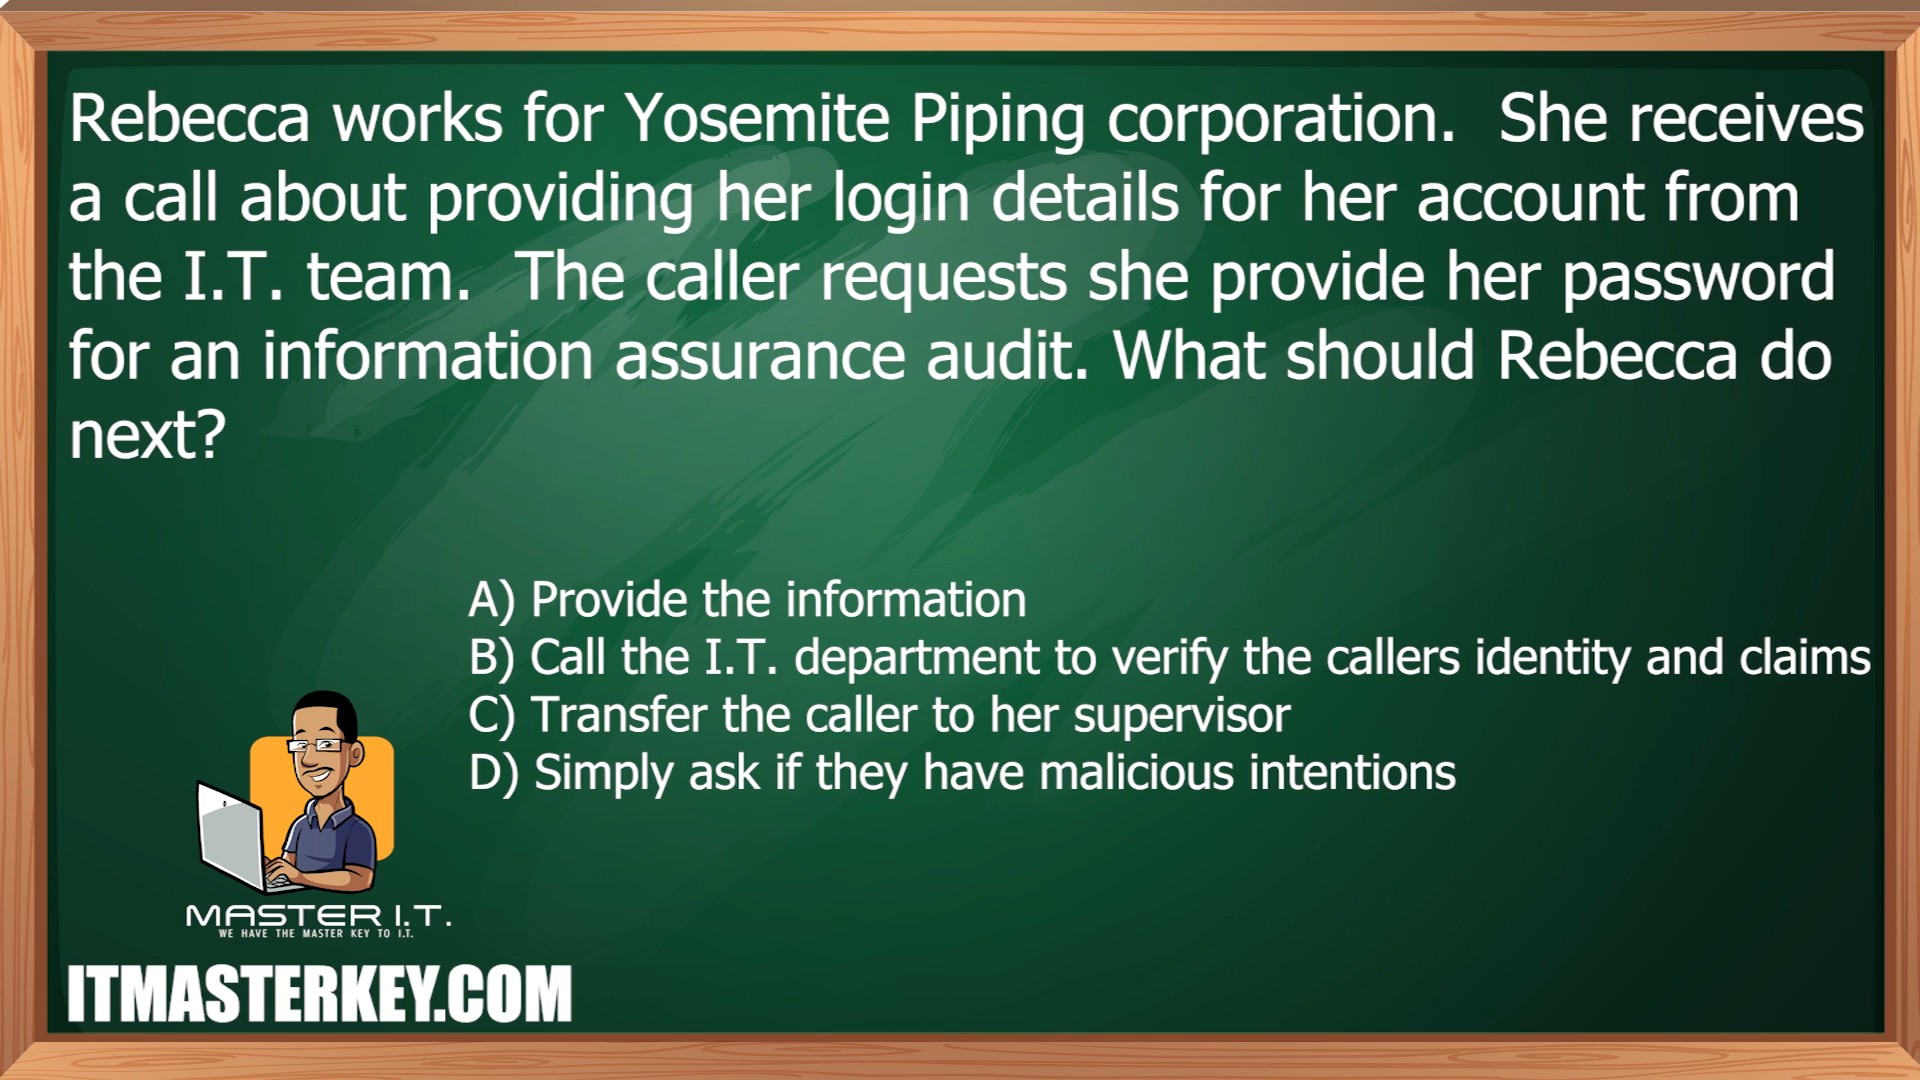 Rebecca works for Yosemite Piping corporation.  She receives
a call about providing her login details for her account from
the I.T. team.  The caller requests she provide her password
for an information assurance audit. What should Rebecca do
next?
A) Provide the information
B) Call the I.T. department to verify the callers identity and claims
C) Transfer the caller to her supervisor
D) Simply ask if they have malicious intentions
MASTER I.T.
WE HAVE THE MASTER KEY TO I.T.
ITMASTERKEY.COM